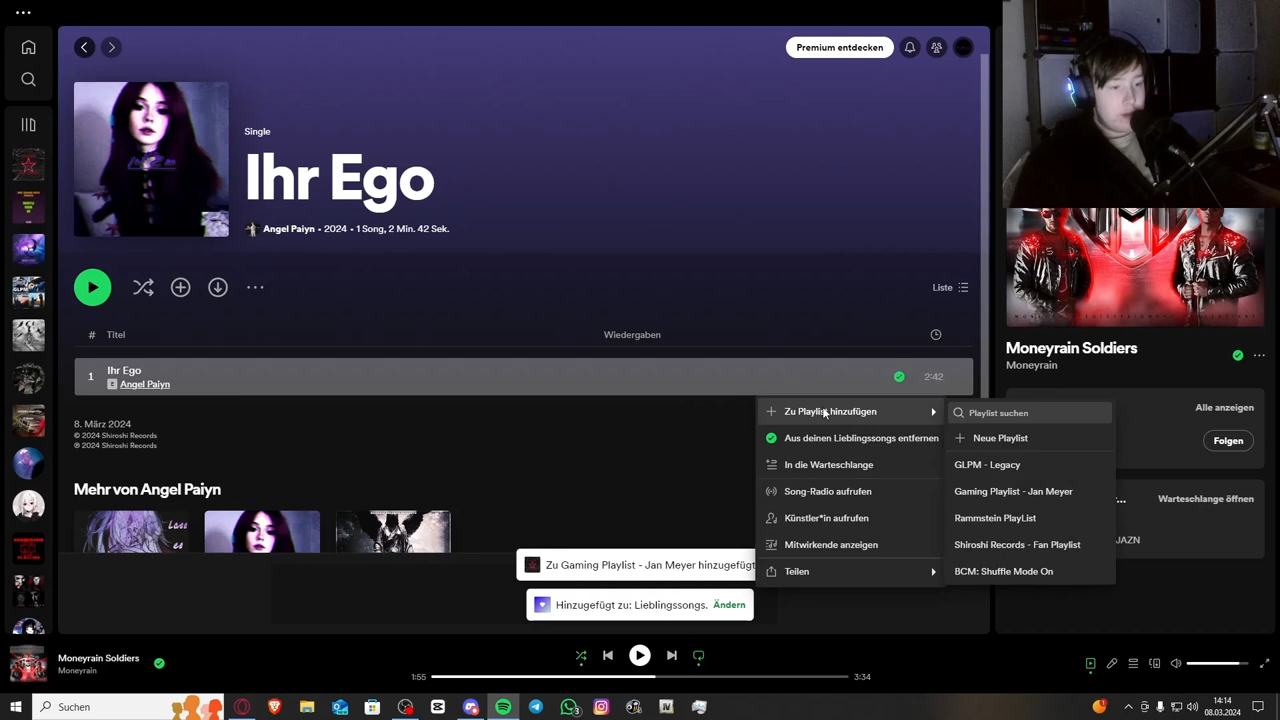 Premium entdecken
Single
Ihr Ego
Angel Paiyn • 2024 • 1 Song, 2 Min. 42 Sek.
Liste
# Titel Wiedergaben
1 Ihr Ego 2:42
E Angel Paiyn
8. März 2024
© 2024 Shiroshi Records
℗ 2024 Shiroshi Records
Mehr von Angel Paiyn
Zu Playlist hinzufügen
Aus deinen Lieblingssongs entfernen
In die Warteschlange
Song-Radio aufrufen
Künstler*in aufrufen
Mitwirkende anzeigen
Teilen
Playlist suchen
Neue Playlist
GLPM - Legacy
Gaming Playlist - Jan Meyer
Rammstein PlayList
Shiroshi Records - Fan Playlist
BCM: Shuffle Mode On
Zu Gaming Playlist - Jan Meyer hinzugefügt
Hinzugefügt zu: Lieblingssongs. Ändern
Moneyrain Soldiers
Moneyrain
Alle anzeigen
Folgen
Warteschlange öffnen
JAZN
Moneyrain Soldiers
Moneyrain
1:55
3:34
Suchen
3
14:14
08.03.2024